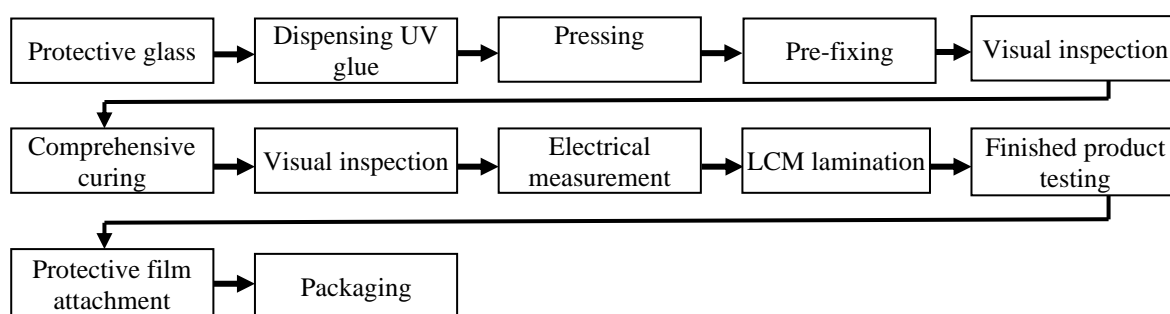 Protective glass
Dispensing UV
glue
Pressing
Pre-fixing
Visual inspection
Comprehensive
curing
Visual inspection
Electrical
measurement
LCM lamination
Finished product
testing
Protective film
attachment
Packaging